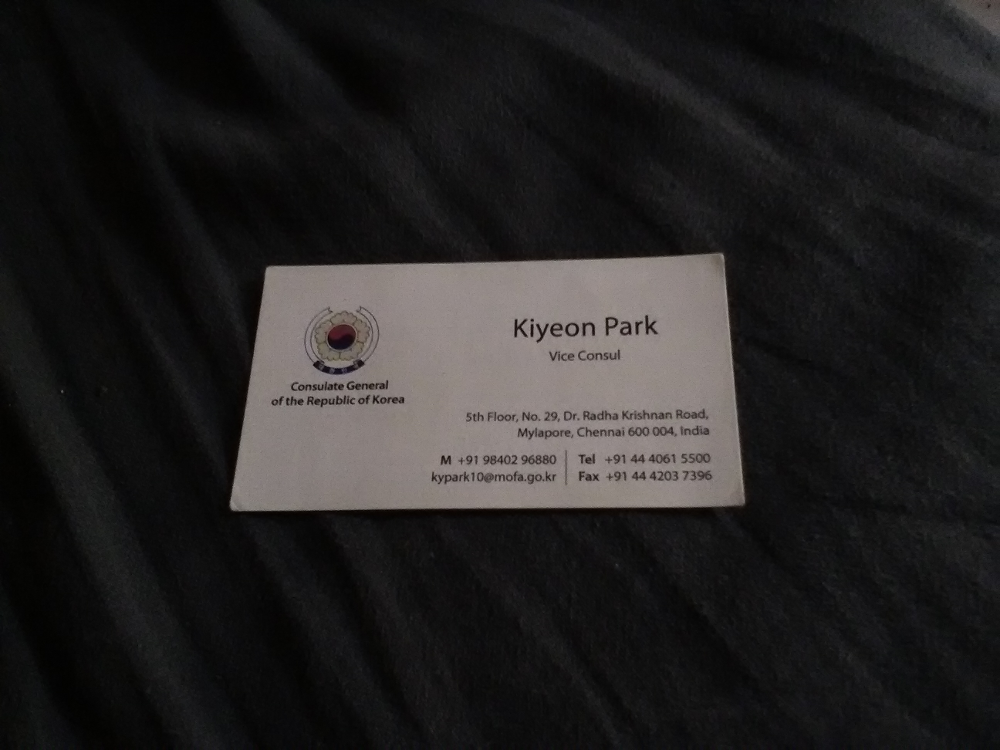 Kiyeon Park
Vice Consul
Consulate General
of the Republic of Korea
5th Floor, No. 29, Dr. Radha Krishnan Road,
Mylapore, Chennai 600 004, India
M +91 98402 96880
kypark10@mofa.go.kr
Tel +91 44 4061 5500
Fax +91 44 4203 7396